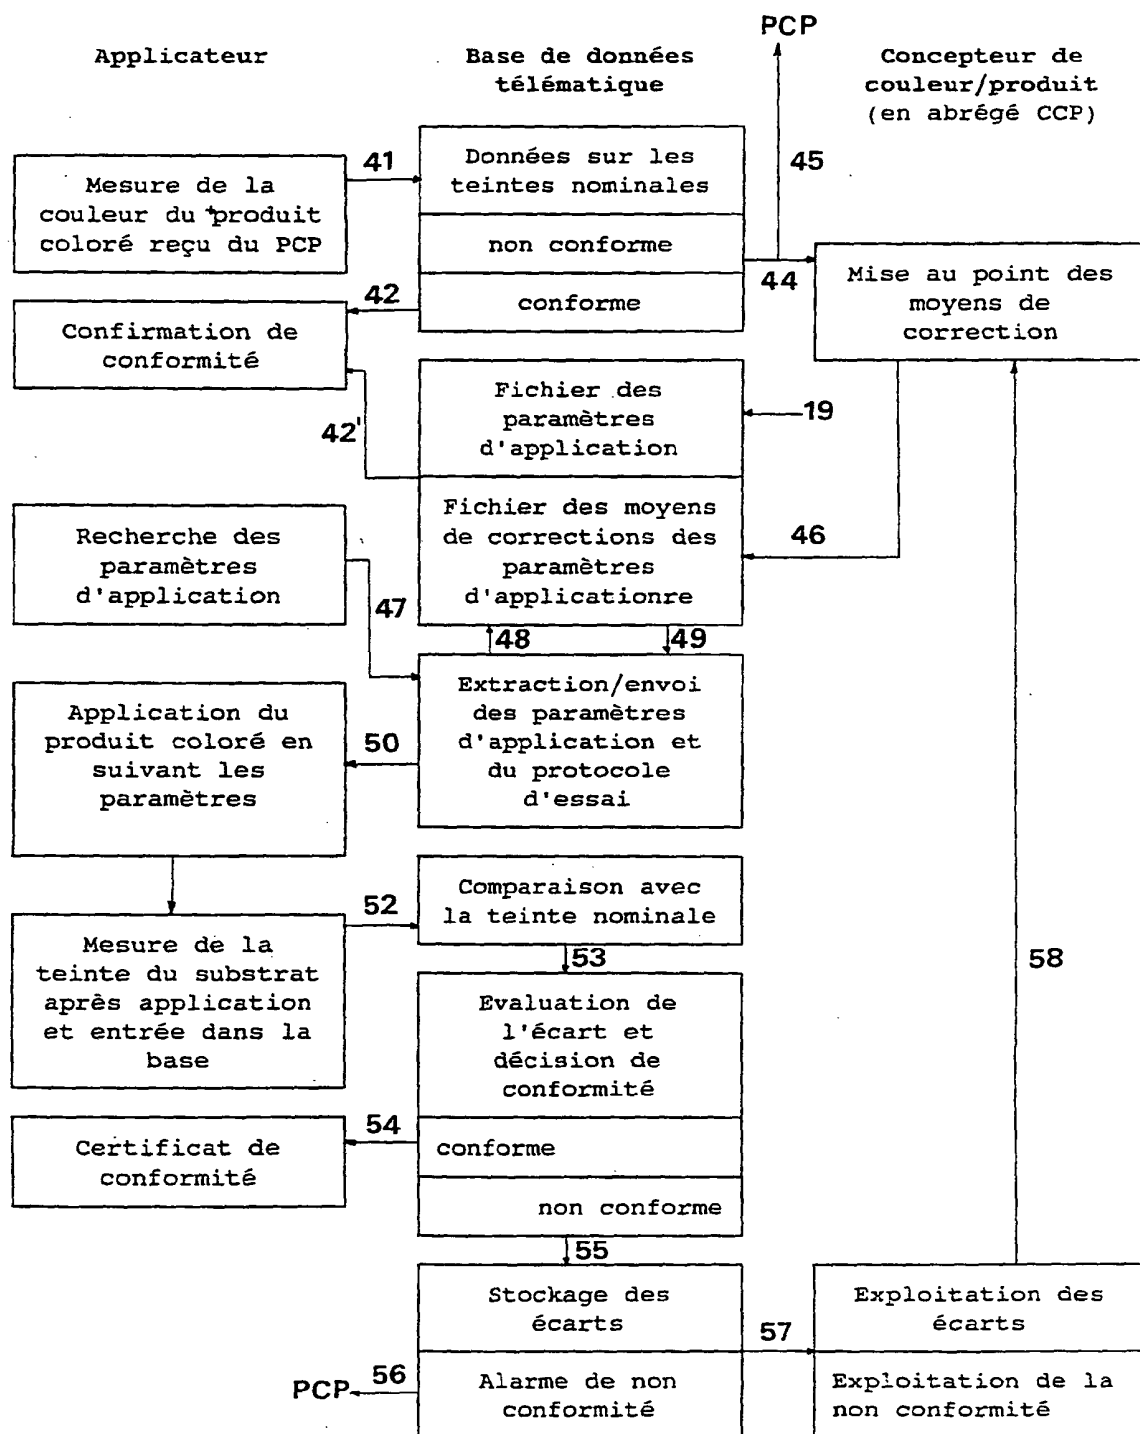 PCP
Applicateur
Base de données
télématique
Concepteur de
couleur/produit
(en abrégé CCP)
41
Mesure de la
couleur du produit
coloré reçu du PCP
Données sur les
teintes nominales
45
non conforme
44
conforme
42
Confirmation de
conformité
Mise au point des
moyens de
correction
Fichier des
paramètres
d'application
19
42'
Fichier des moyens
de corrections des
paramètres
d'applicationre
46
Recherche des
paramètres
d'application
47
48
49
Extraction/envoi
des paramètres
d'application et
du protocole
d'essai
50
Application du
produit coloré en
suivant les
paramètres
Comparaison avec
la teinte nominale
52
53
Mesure de la
teinte du substrat
après application
et entrée dans la
base
Evaluation de
l'écart et
décision de
conformité
58
conforme
54
Certificat de
conformité
non conforme
55
Stockage des
écarts
57
Exploitation des
écarts
PCP
56
Alarme de non
conformité
Exploitation de la
non conformité